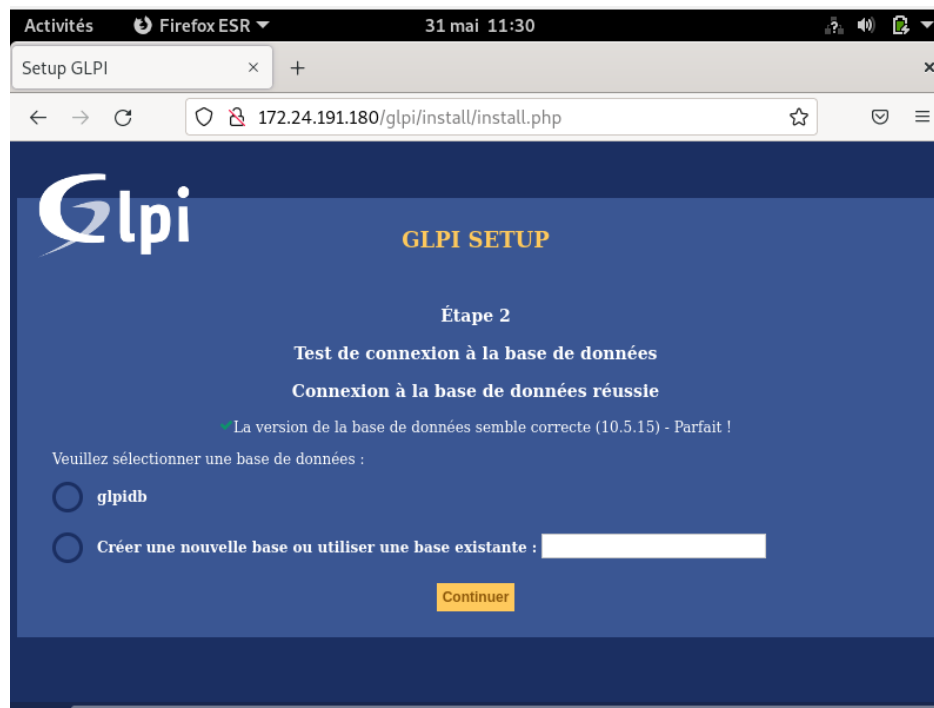 Activités Firefox ESR 31 mai 11:30
Setup GLPI
172.24.191.180/glpi/install/install.php
Glpi
GLPI SETUP
Étape 2
Test de connexion à la base de données
Connexion à la base de données réussie
La version de la base de données semble correcte (10.5.15) - Parfait !
Veuillez sélectionner une base de données :
glpidb
Créer une nouvelle base ou utiliser une base existante :
Continuer